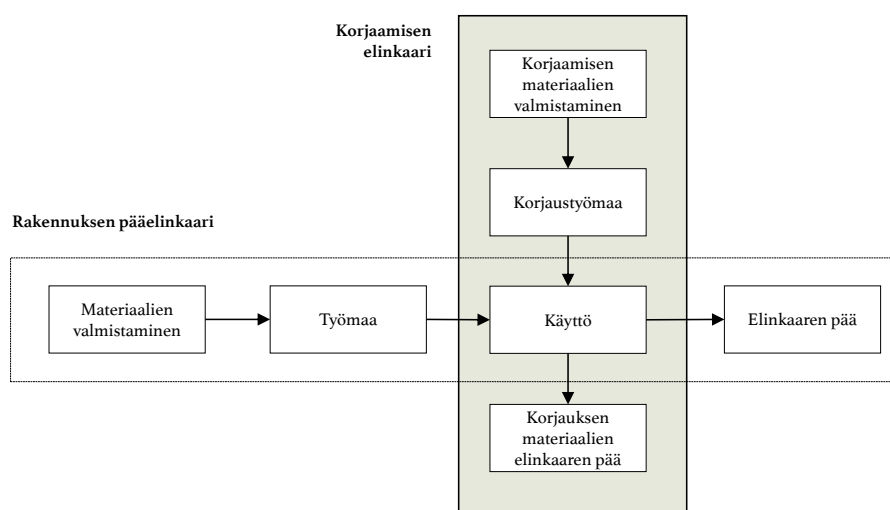 Korjaamisen
elinkaari
Korjaamisen
materiaalien
valmistaminen
Korjaustyömaa
Rakennuksen pääelinkaari
Materiaalien
valmistaminen
Työmaa
Käyttö
Elinkaaren pää
Korjauksen
materiaalien
elinkaaren pää